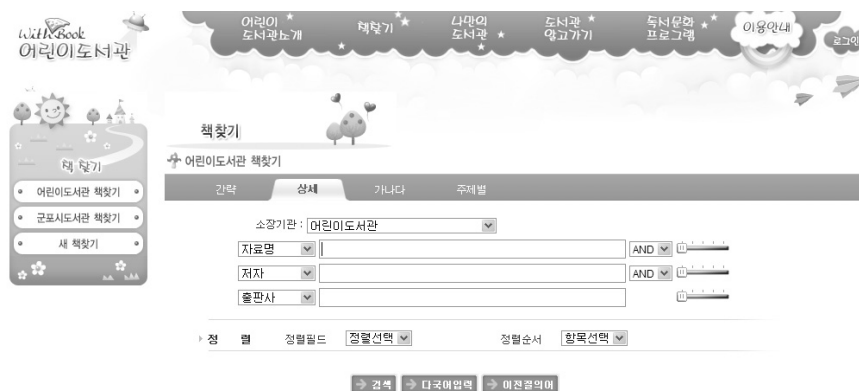 With Book
어린이도서관
어린이 도서관소개
책찾기
나만의 도서관
도서관 알고가기
독서문화 프로그램
이용안내
로그인
책 찾기
어린이도서관 책찾기
군포시도서관 책찾기
새 책찾기
책찾기
어린이도서관 책찾기
간략 상세 가나다 주제별
소장기관 : 어린이도서관
자료명 AND
저자 AND
출판사
정 렬 정렬필드 정렬선택 정렬순서 항목선택
검색 다국어입력 이전질의어